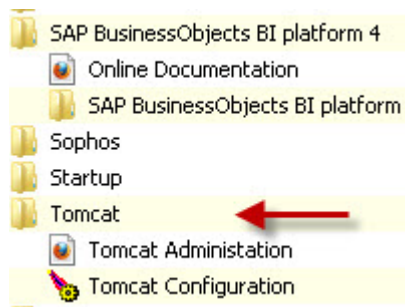 SAP BusinessObjects BI platform 4
Online Documentation
SAP BusinessObjects BI platform
Sophos
Startup
Tomcat
Tomcat Administation
Tomcat Configuration